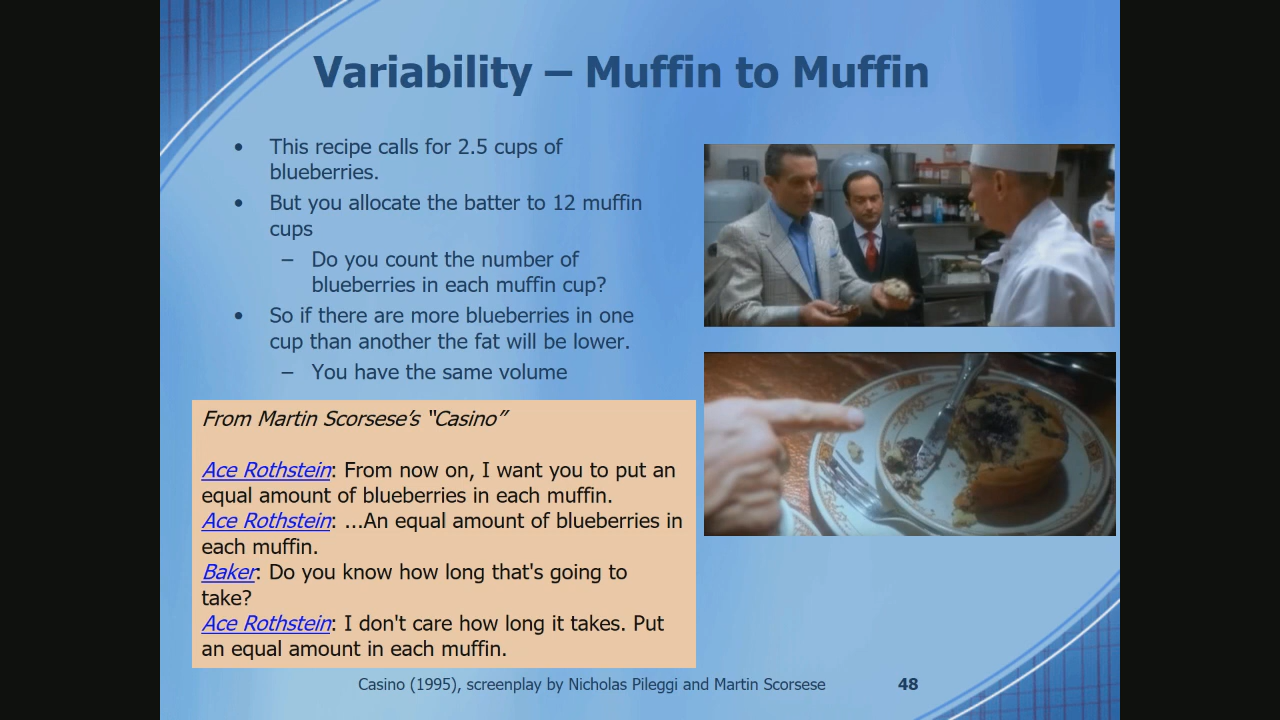 Variability – Muffin to Muffin
• This recipe calls for 2.5 cups of
blueberries.
• But you allocate the batter to 12 muffin
cups
– Do you count the number of
blueberries in each muffin cup?
• So if there are more blueberries in one
cup than another the fat will be lower.
– You have the same volume
From Martin Scorsese’s “Casino”
Ace Rothstein: From now on, I want you to put an
equal amount of blueberries in each muffin.
Ace Rothstein: ...An equal amount of blueberries in
each muffin.
Baker: Do you know how long that's going to
take?
Ace Rothstein: I don't care how long it takes. Put
an equal amount in each muffin.
Casino (1995), screenplay by Nicholas Pileggi and Martin Scorsese
48